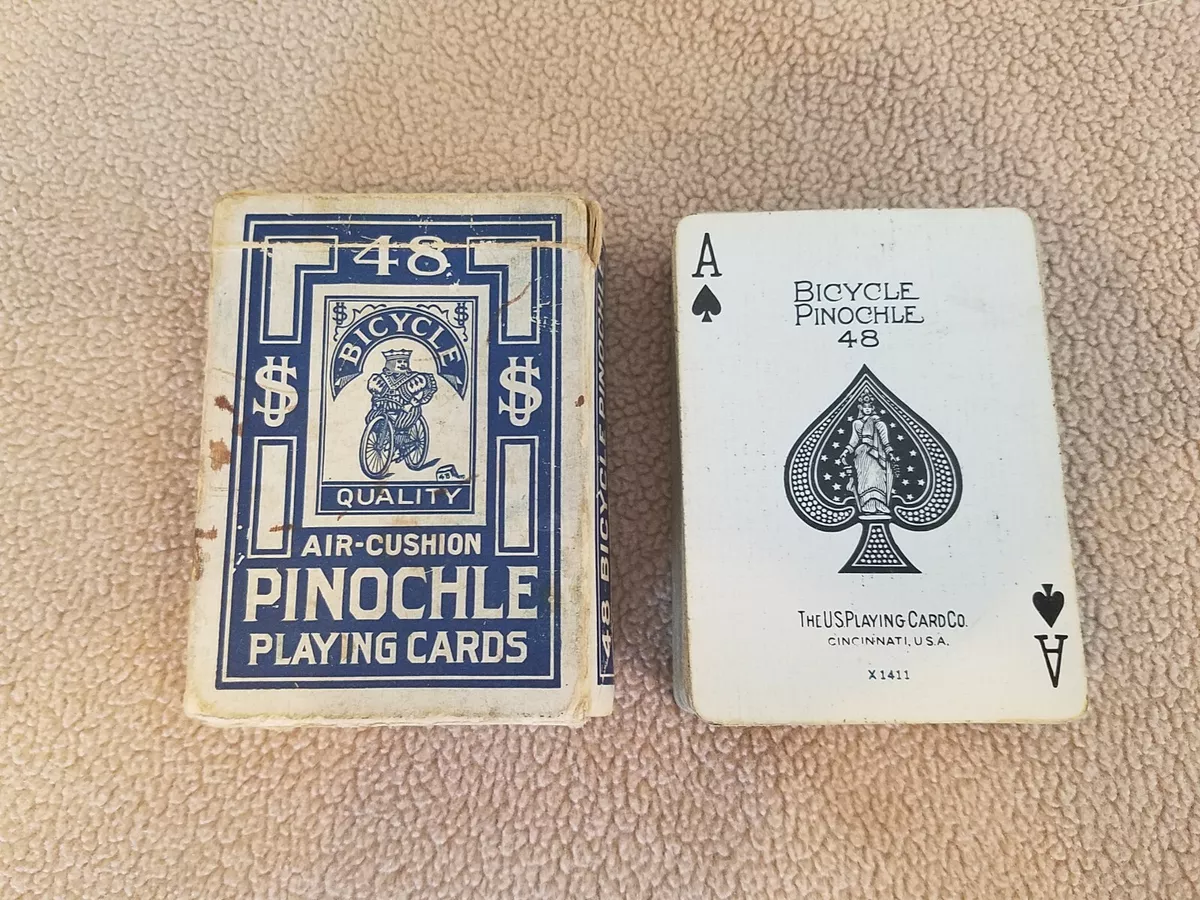 48
$ $
BICYCLE
$ $
QUALITY
AIR-CUSHION
PINOCHLE
PLAYING CARDS
48 BICYCLE PINOCHLE
A
BICYCLE
PINOCHLE
48
THE U.S. PLAYING CARD CO.
CINCINNATI, U.S.A.
X1411
A